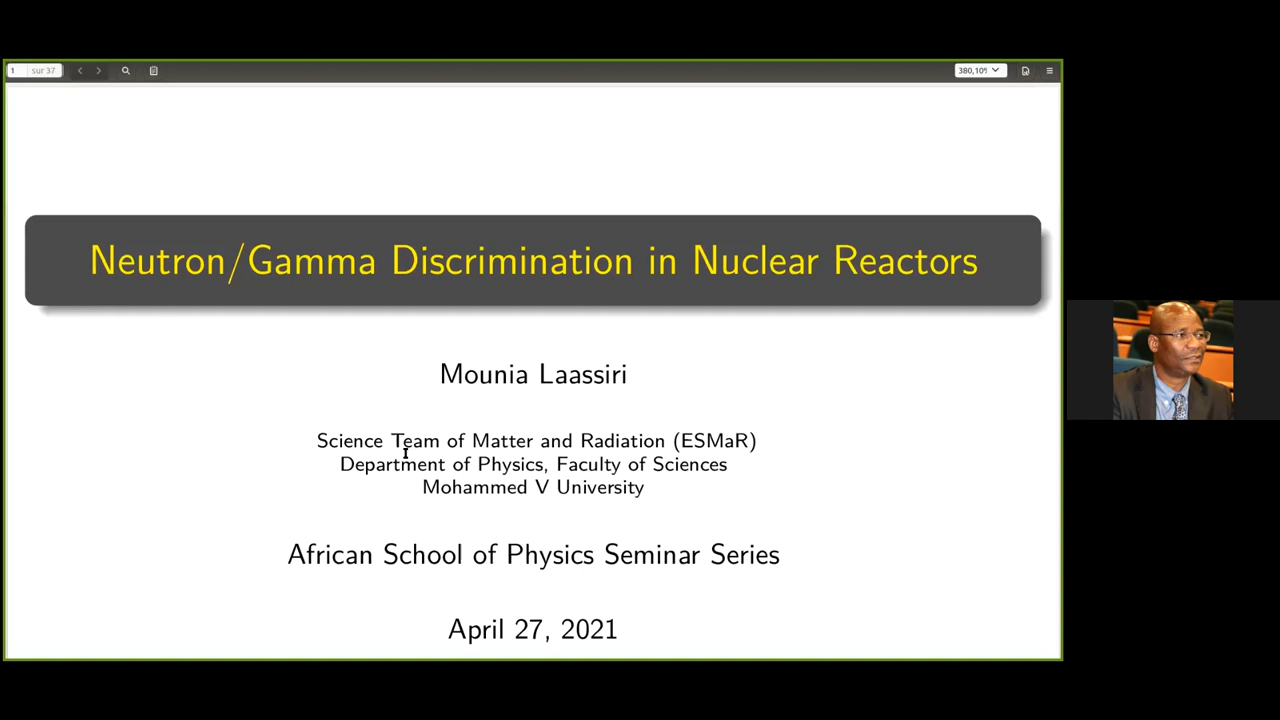 1 sur 37
380,10%
Neutron/Gamma Discrimination in Nuclear Reactors
Mounia Laassiri
Science Team of Matter and Radiation (ESMaR)
Department of Physics, Faculty of Sciences
Mohammed V University
African School of Physics Seminar Series
April 27, 2021